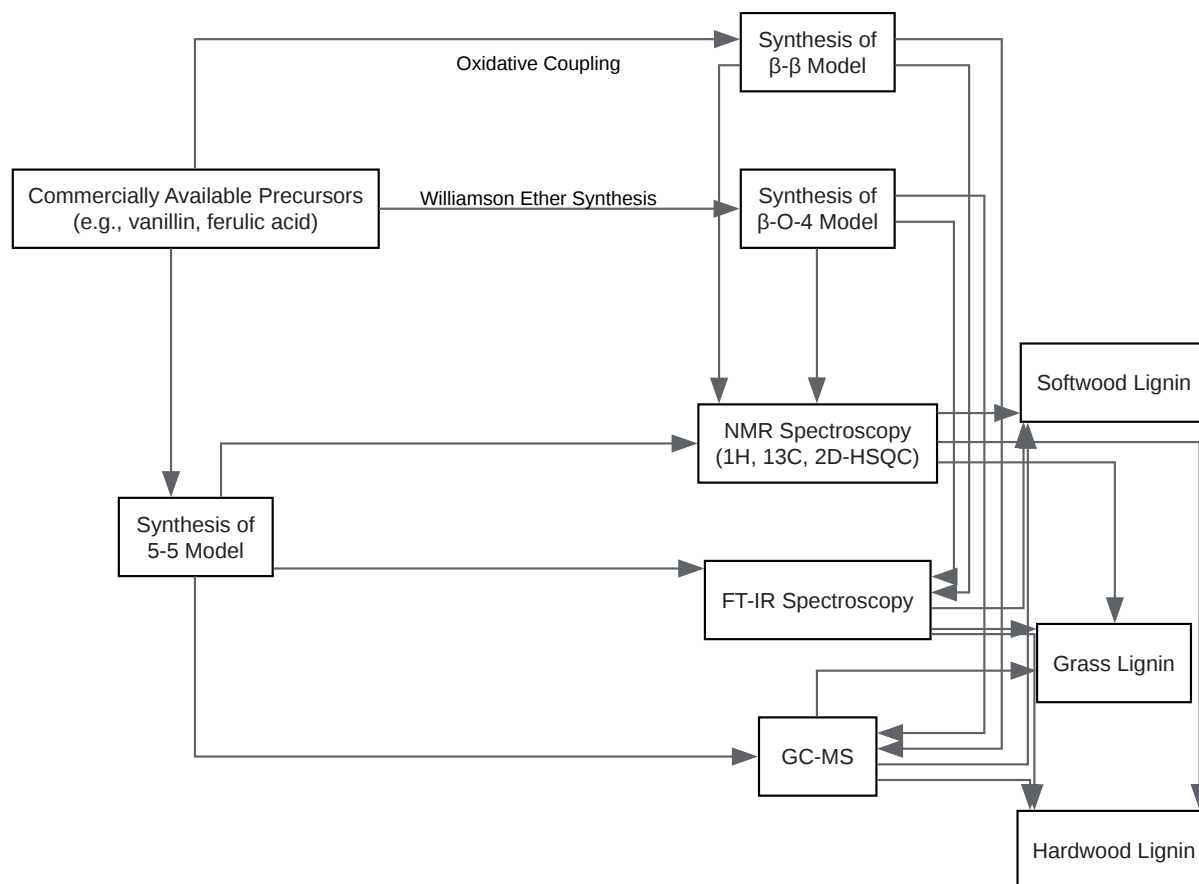 Synthesis of
β-β Model
Oxidative Coupling
Commercially Available Precursors
(e.g., vanillin, ferulic acid)
Williamson Ether Synthesis
Synthesis of
β-O-4 Model
Softwood Lignin
NMR Spectroscopy
(1H, 13C, 2D-HSQC)
Synthesis of
5-5 Model
FT-IR Spectroscopy
Grass Lignin
GC-MS
Hardwood Lignin